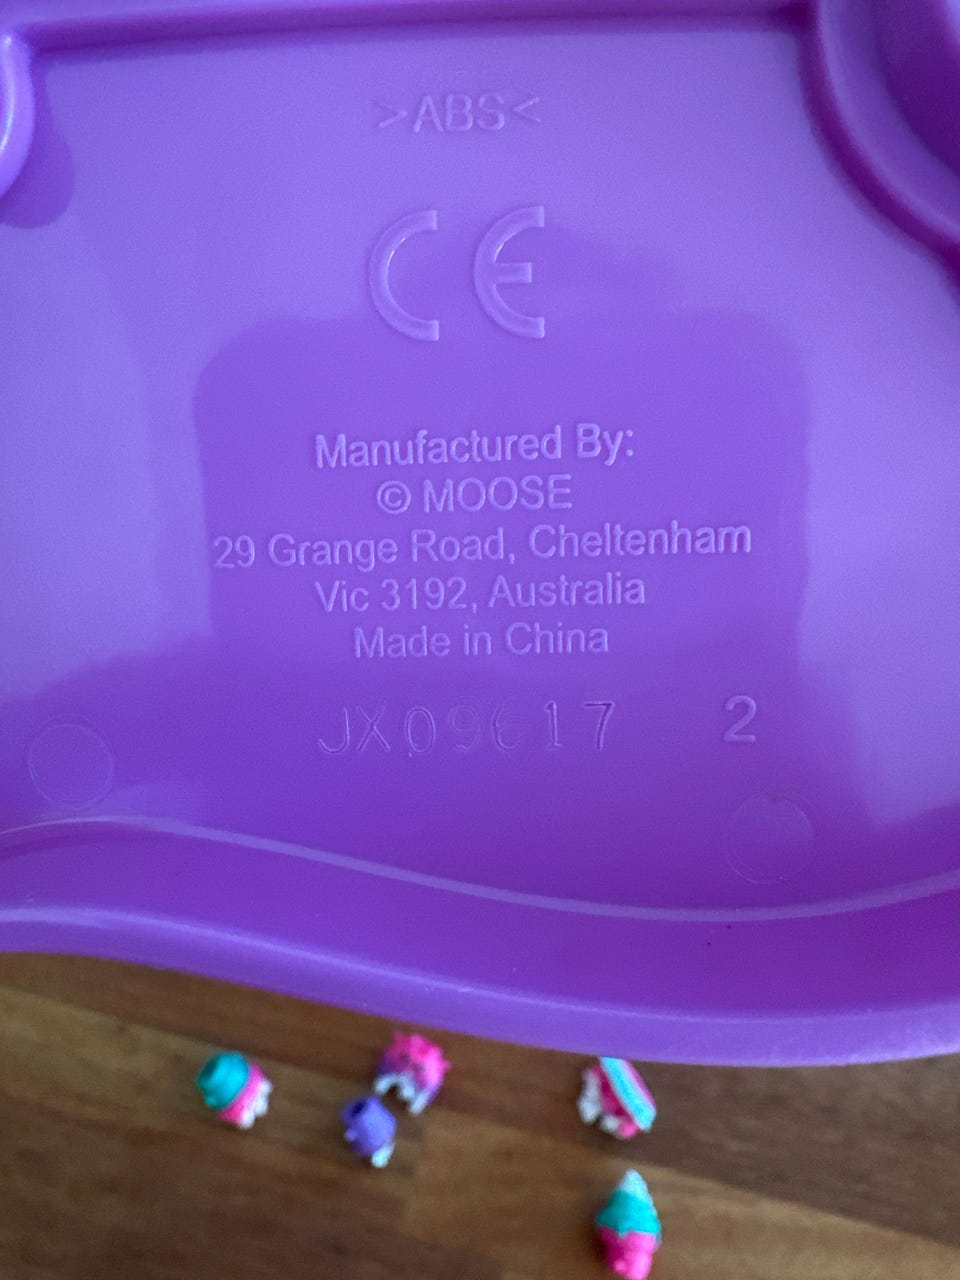 >ABS<
CE
Manufactured By:
© MOOSE
29 Grange Road, Cheltenham
Vic 3192, Australia
Made in China
2